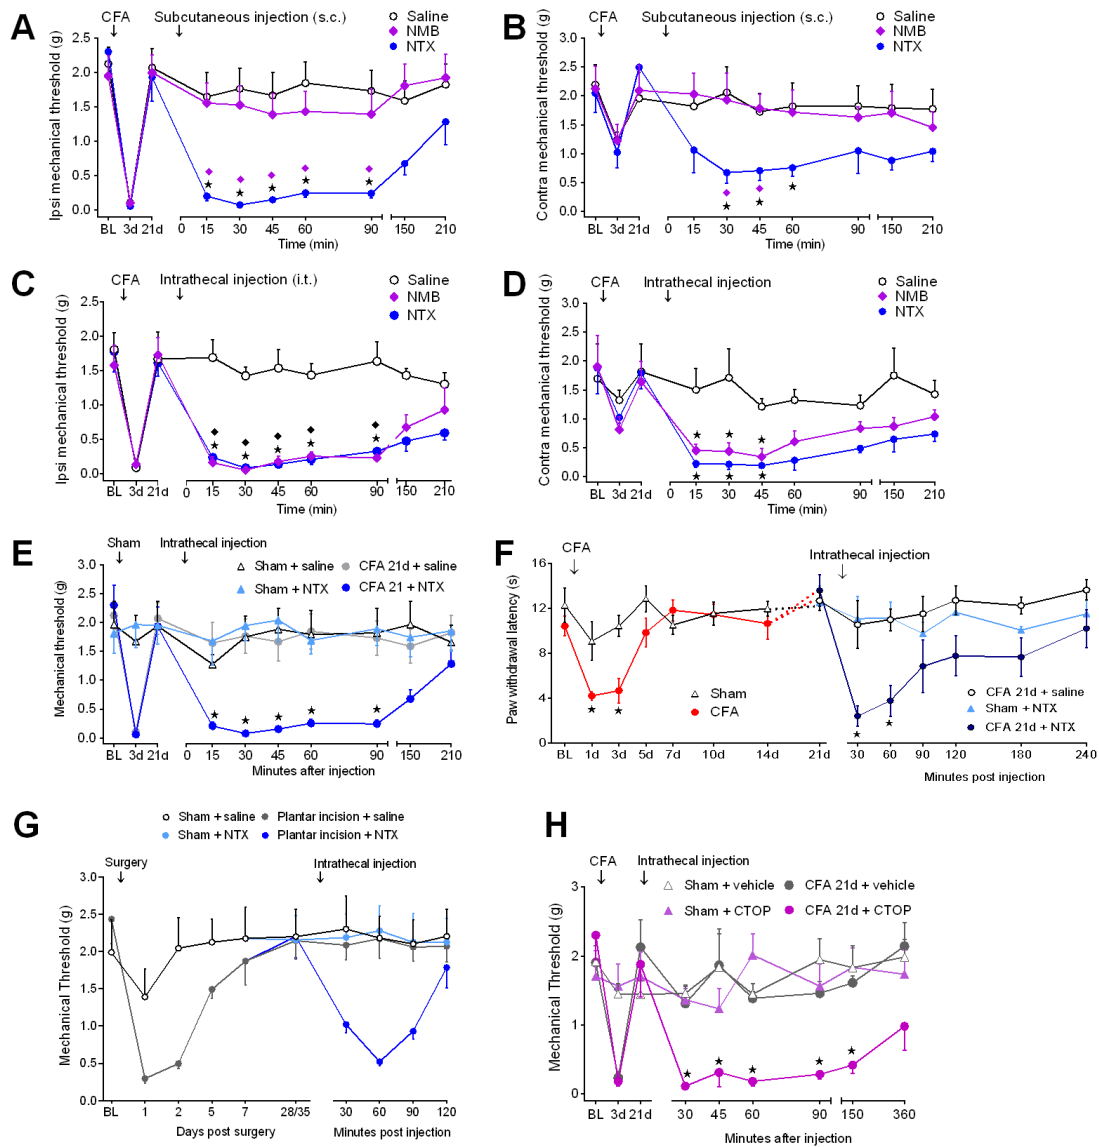 A
CFA
Subcutaneous injection (s.c.)
Saline
NMB
NTX
Ipsi mechanical threshold (g)
2.5
2.0
1.5
1.0
0.5
0.0
BL 3d 21d 0 15 30 45 60 90 150 210
Time (min)
B
CFA
Subcutaneous injection (s.c.)
Saline
NMB
NTX
Contra mechanical threshold (g)
3.0
2.5
2.0
1.5
1.0
0.5
0.0
BL 3d 21d 0 15 30 45 60 90 150 210
Time (min)
C
CFA
Intrathecal injection (i.t.)
Saline
NMB
NTX
Ipsi mechanical threshold (g)
2.5
2.0
1.5
1.0
0.5
0.0
BL 3d 21d 0 15 30 45 60 90 150 210
Time (min)
D
CFA
Intrathecal injection
Saline
NMB
NTX
Contra mechanical threshold (g)
3.0
2.5
2.0
1.5
1.0
0.5
0.0
BL 3d 21d 0 15 30 45 60 90 150 210
Time (min)
E
Sham
Intrathecal injection
Sham + saline
CFA 21d + saline
Sham + NTX
CFA 21 + NTX
Mechanical threshold (g)
3.0
2.5
2.0
1.5
1.0
0.5
0.0
BL 3d 21d 0 15 30 45 60 90 150 210
Minutes after injection
F
CFA
Intrathecal injection
Paw withdrawal latency (s)
16
12
8
4
0
Sham
CFA
CFA 21d + saline
Sham + NTX
CFA 21d + NTX
BL 1d 3d 5d 7d 10d 14d 21d 30 60 90 120 180 240
Minutes post injection
G
Sham + saline
Plantar incision + saline
Sham + NTX
Plantar incision + NTX
Surgery
Intrathecal injection
Mechanical Threshold (g)
3.0
2.5
2.0
1.5
1.0
0.5
0.0
BL 1 2 5 7 28/35 30 60 90 120
Days post surgery
Minutes post injection
H
CFA
Intrathecal injection
Sham + vehicle
CFA 21d + vehicle
Sham + CTOP
CFA 21d + CTOP
Mechanical Threshold (g)
3
2
1
0
BL 3d 21d 30 45 60 90 150 360
Minutes after injection